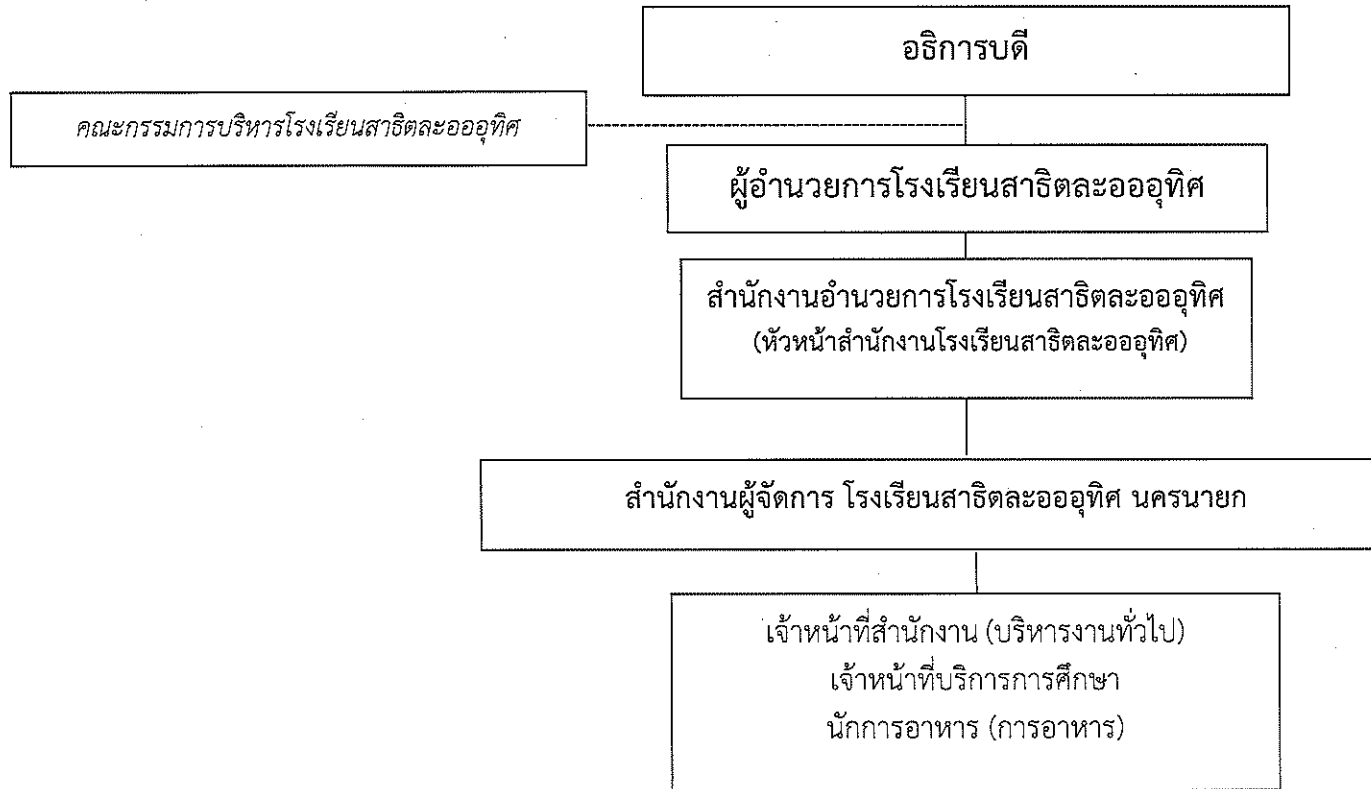 อธิการบดี
คณะกรรมการบริหารโรงเรียนสาธิตละอออุทิศ
ผู้อำนวยการโรงเรียนสาธิตละอออุทิศ
สำนักงานอำนวยการโรงเรียนสาธิตละอออุทิศ
(หัวหน้าสำนักงานโรงเรียนสาธิตละอออุทิศ)
สำนักงานผู้จัดการ โรงเรียนสาธิตละอออุทิศ นครนายก
เจ้าหน้าที่สำนักงาน (บริหารงานทั่วไป)
เจ้าหน้าที่บริการการศึกษา
นักการอาหาร (การอาหาร)